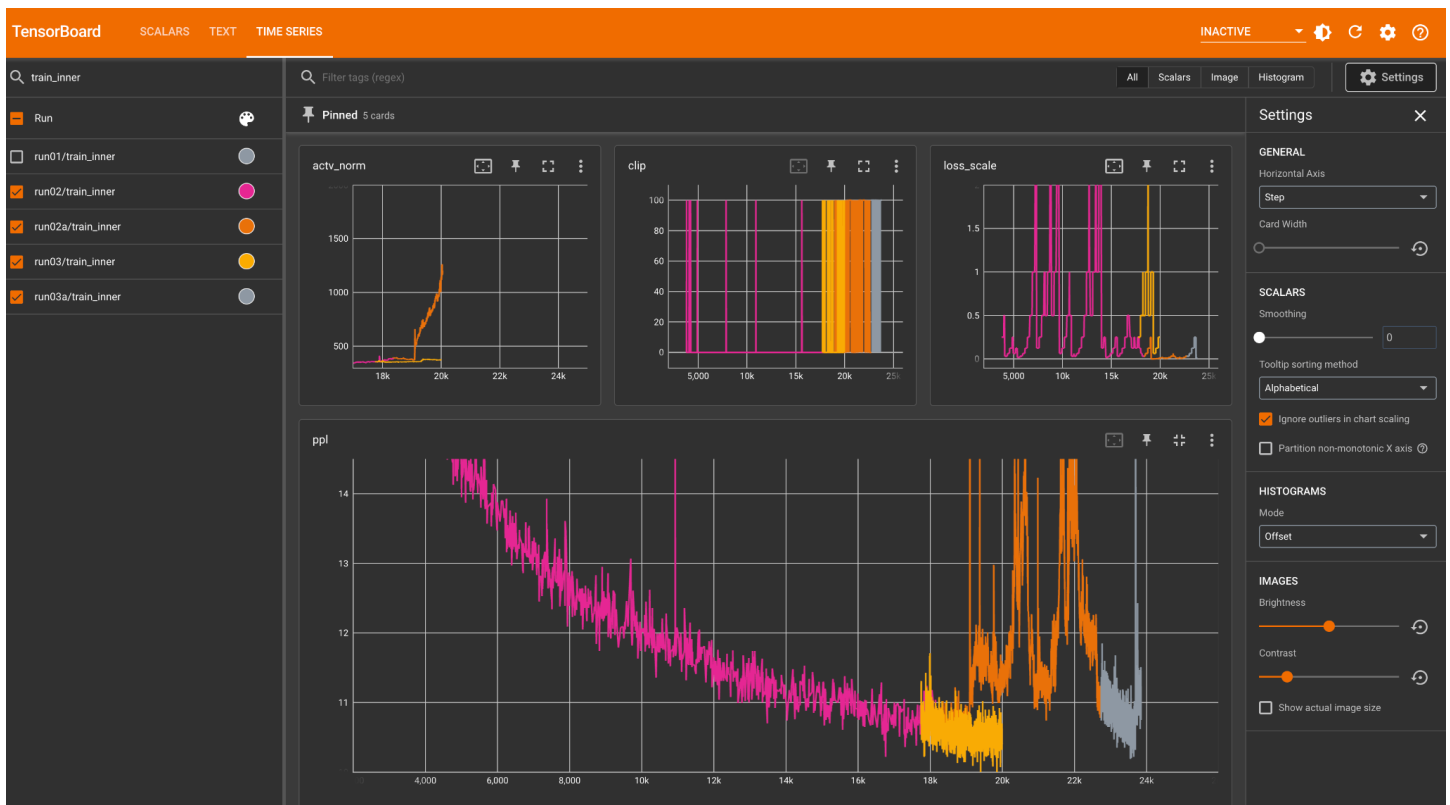 TensorBoard SCALARS TEXT TIME SERIES INACTIVE
train_inner
Filter tags (regex) All Scalars Image Histogram Settings
Run
run01/train_inner
run02/train_inner
run02a/train_inner
run03/train_inner
run03a/train_inner
Pinned 5 cards
actv_norm
1500
1000
500
18k 20k 22k 24k
clip
100
80
60
40
20
0
5,000 10k 15k 20k 25k
loss_scale
1.5
1
0.5
0
5,000 10k 15k 20k 25k
ppl
14
13
12
11
4,000 6,000 8,000 10k 12k 14k 16k 18k 20k 22k 24k
Settings
GENERAL
Horizontal Axis
Step
Card Width
SCALARS
Smoothing
0
Tooltip sorting method
Alphabetical
Ignore outliers in chart scaling
Partition non-monotonic X axis
HISTOGRAMS
Mode
Offset
IMAGES
Brightness
Contrast
Show actual image size